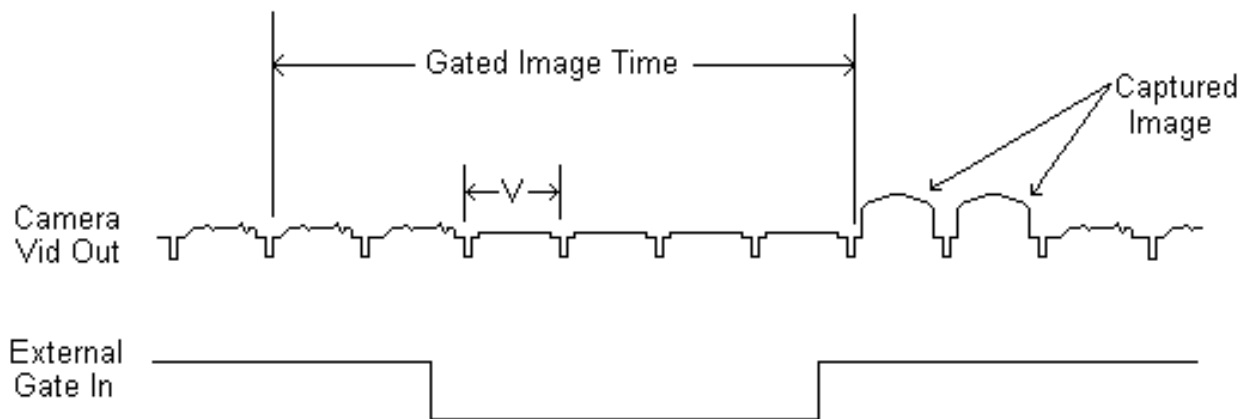 Gated Image Time
Captured
Image
V
Camera
Vid Out
External
Gate In